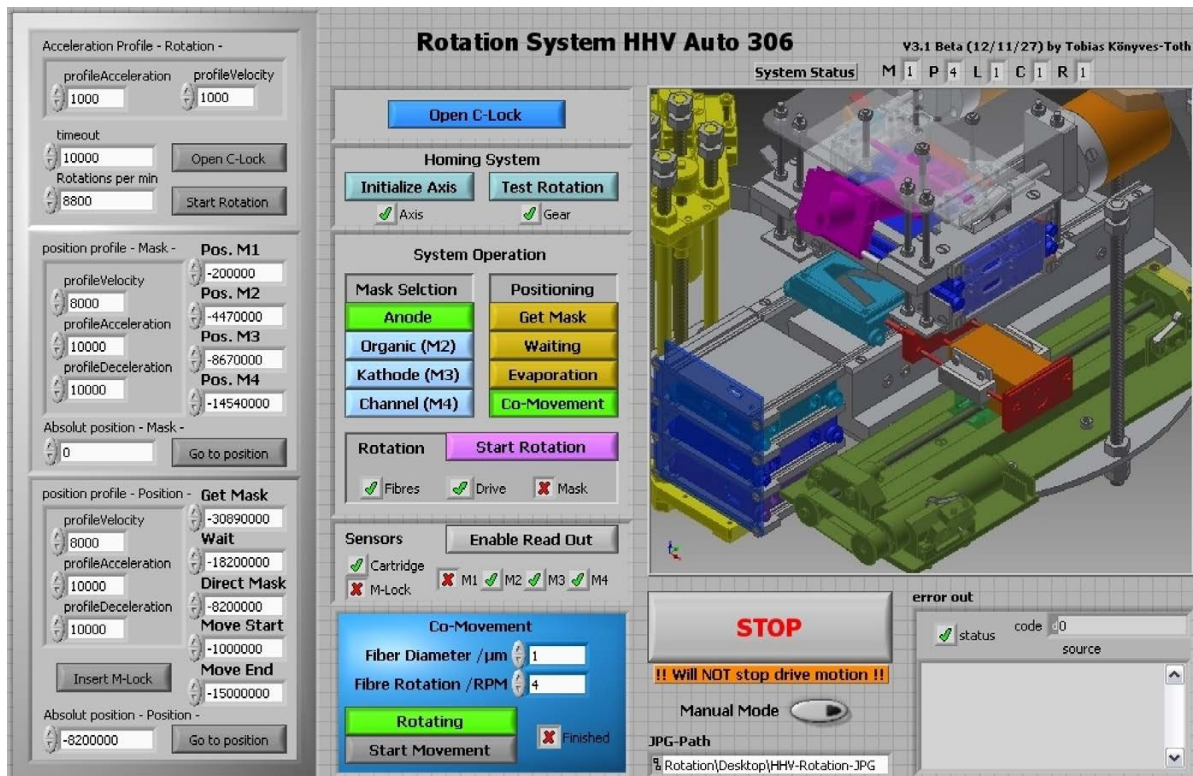 Rotation System HHV Auto 306
V3.1 Beta (12/11/27) by Tobias Könyves-Toth
System Status M 1 P 4 L 1 C 1 R 1
Acceleration Profile - Rotation -
profileAcceleration profileVelocity
1000 1000
timeout
10000 Open C-Lock
Rotations per min
8800 Start Rotation
position profile - Mask - Pos. M1
profileVelocity -200000
8000 Pos. M2
profileAcceleration -4470000
10000 Pos. M3
profileDeceleration -8670000
10000 Pos. M4
-14540000
Absolut position - Mask -
0 Go to position
position profile - Position - Get Mask
profileVelocity -30890000
8000 Wait
profileAcceleration -18200000
10000 Direct Mask
profileDeceleration -8200000
10000 Move Start
-1000000
Insert M-Lock Move End
-15000000
Absolut position - Position -
-8200000 Go to position
Open C-Lock
Homing System
Initialize Axis Test Rotation
Axis Gear
System Operation
Mask Selction Positioning
Anode Get Mask
Organic (M2) Waiting
Kathode (M3) Evaporation
Channel (M4) Co-Movement
Rotation Start Rotation
Fibres Drive Mask
Sensors Enable Read Out
Cartridge
M-Lock M1 M2 M3 M4
Co-Movement
Fiber Diameter /µm 1
Fibre Rotation /RPM 4
Rotating
Start Movement Finished
STOP
!! Will NOT stop drive motion !!
Manual Mode
JPG-Path
Rotation\Desktop\HHV-Rotation-JPG
error out
status code d0
source